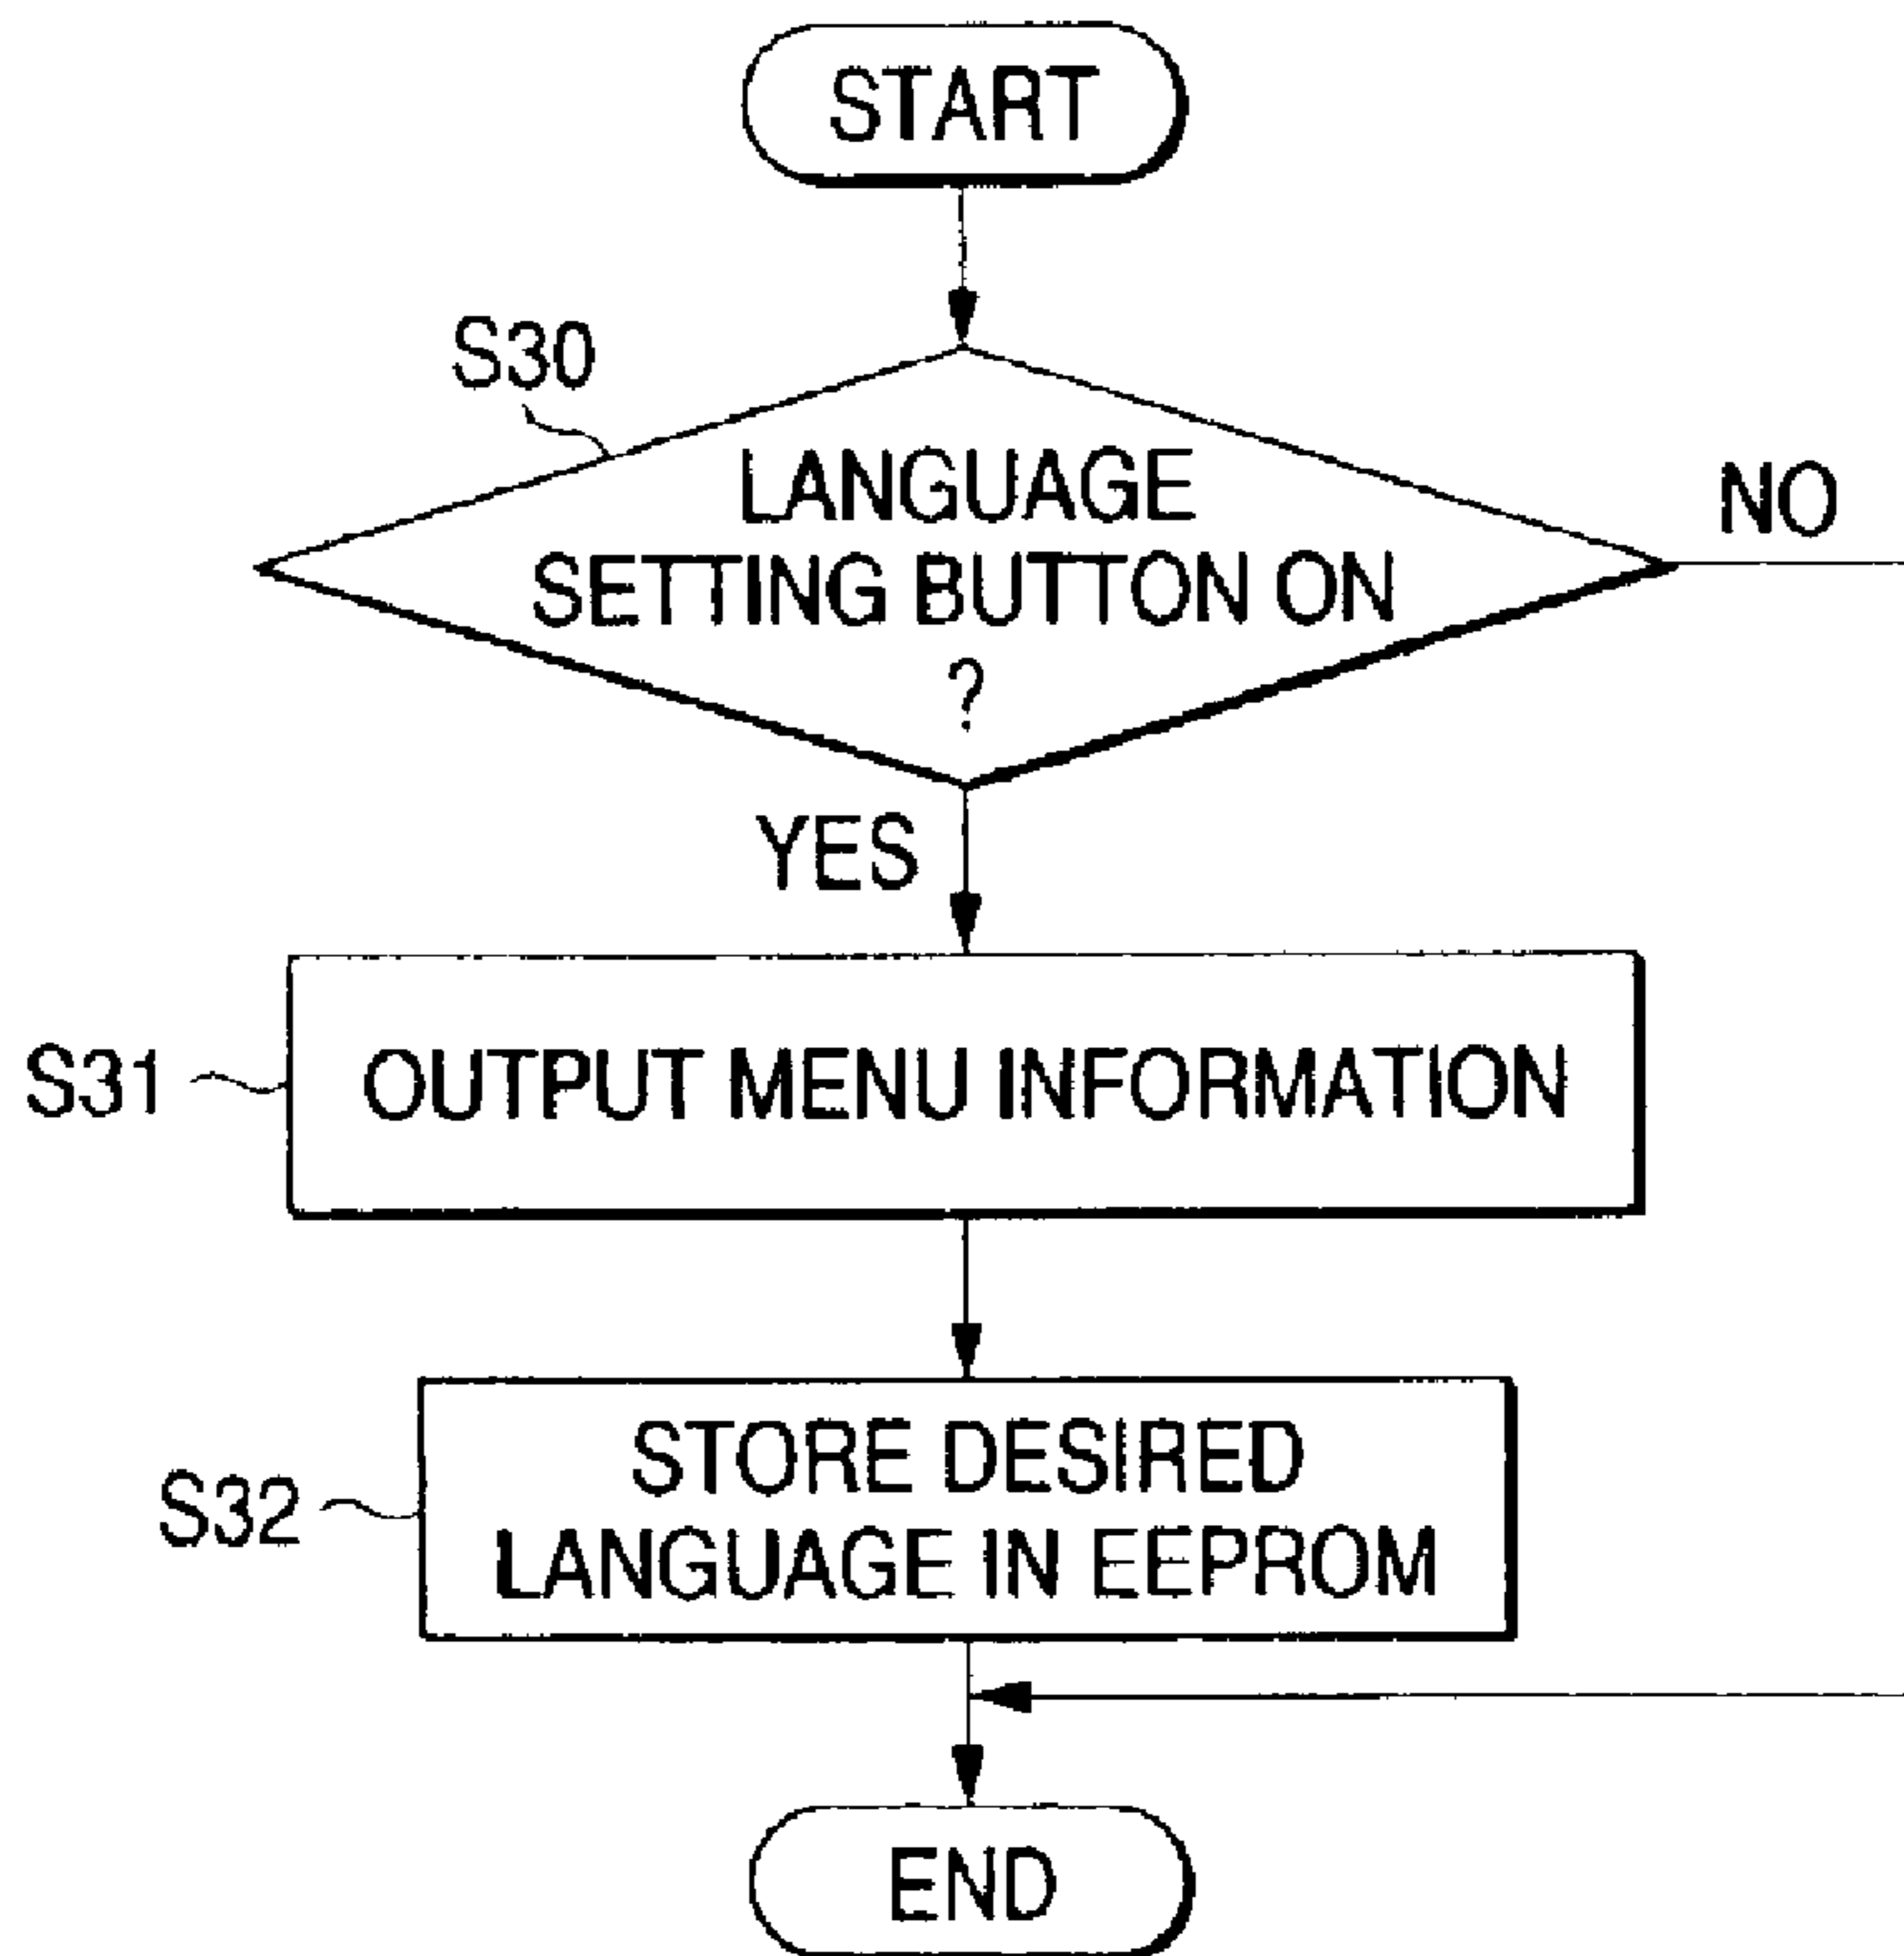 START
S30
LANGUAGE
SETTING BUTTON ON
?
NO
YES
S31
OUTPUT MENU INFORMATION
S32
STORE DESIRED
LANGUAGE IN EEPROM
END